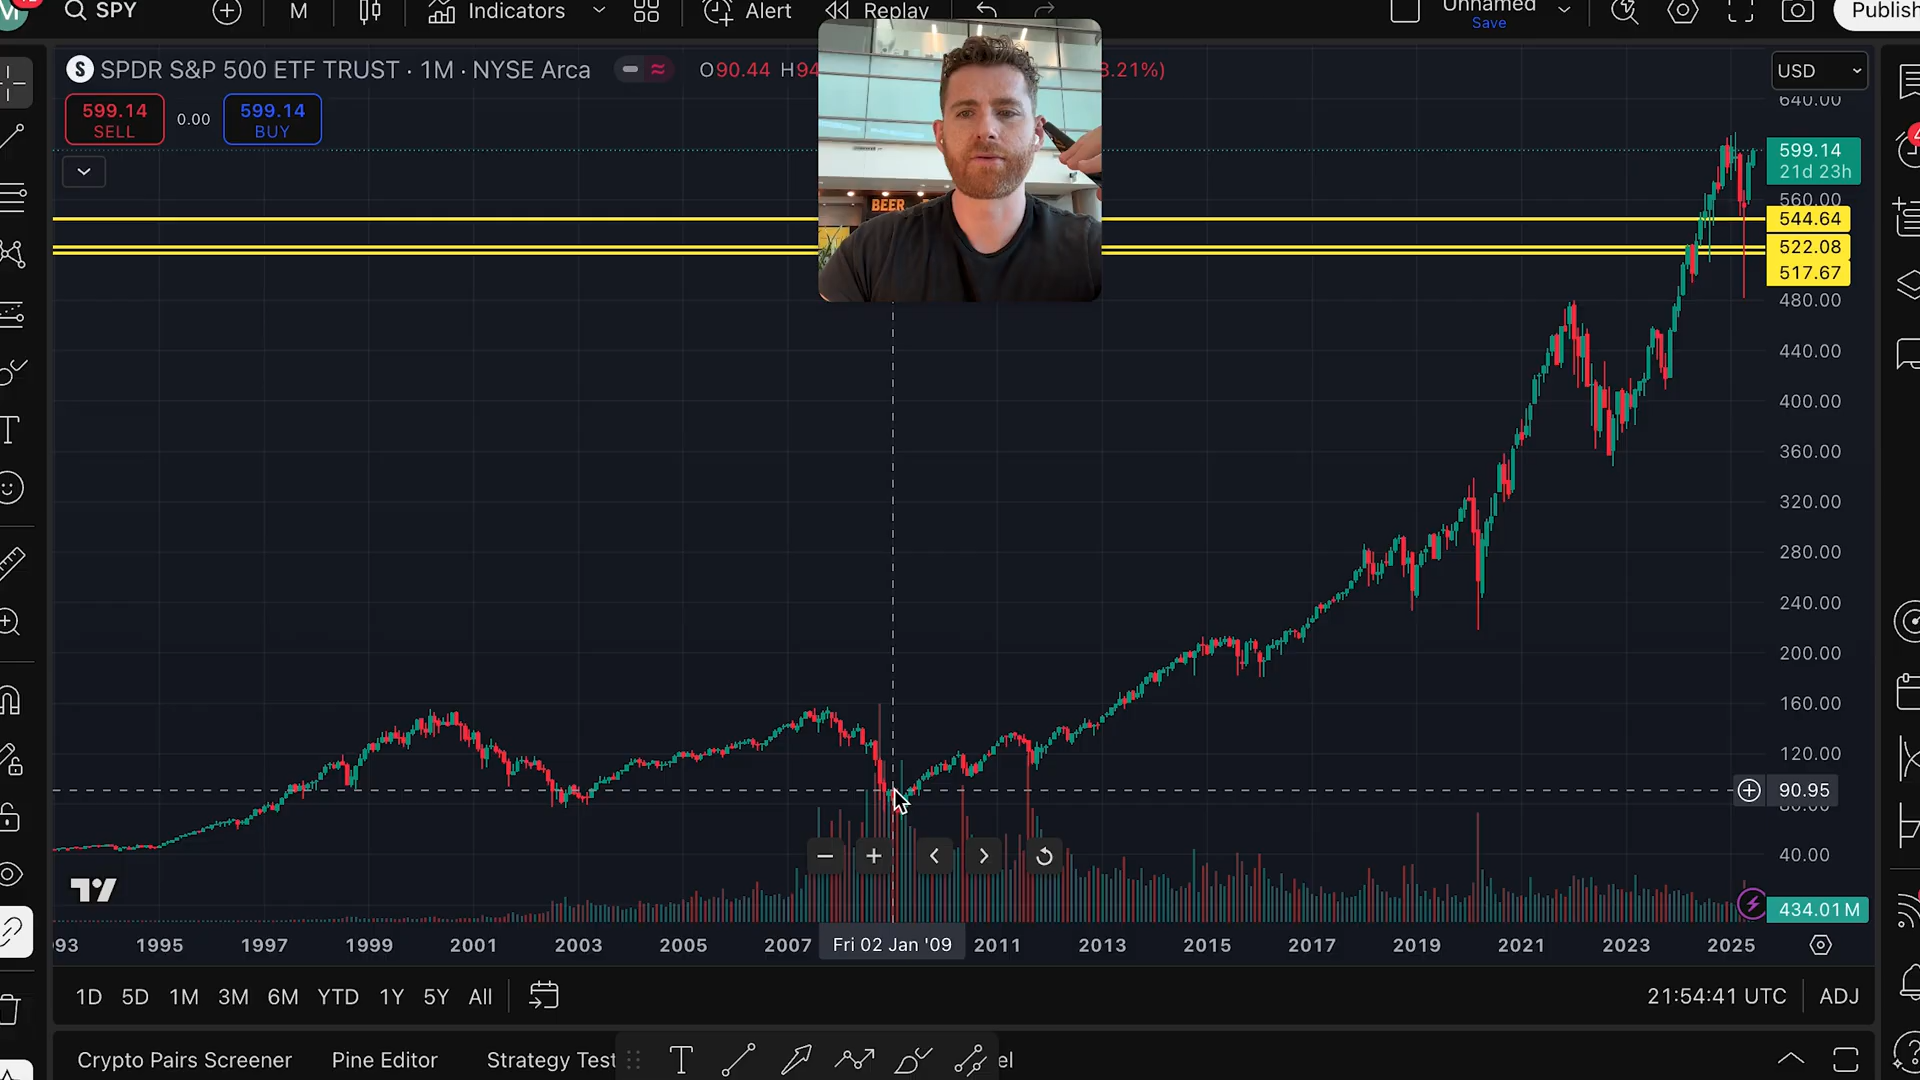 SPY
M
Indicators
Alert
Replay
Unnamed
Save
Publish
SPDR S&P 500 ETF TRUST · 1M · NYSE Arca
O90.44 H94
3.21%)
USD
599.14
SELL
0.00
599.14
BUY
BEER
640.00
599.14
21d 23h
560.00
544.64
522.08
517.67
480.00
440.00
400.00
360.00
320.00
280.00
240.00
200.00
160.00
120.00
90.95
80.00
40.00
434.01M
93 1995 1997 1999 2001 2003 2005 2007 Fri 02 Jan '09 2011 2013 2015 2017 2019 2021 2023 2025
1D 5D 1M 3M 6M YTD 1Y 5Y All
21:54:41 UTC ADJ
Crypto Pairs Screener Pine Editor Strategy Test el